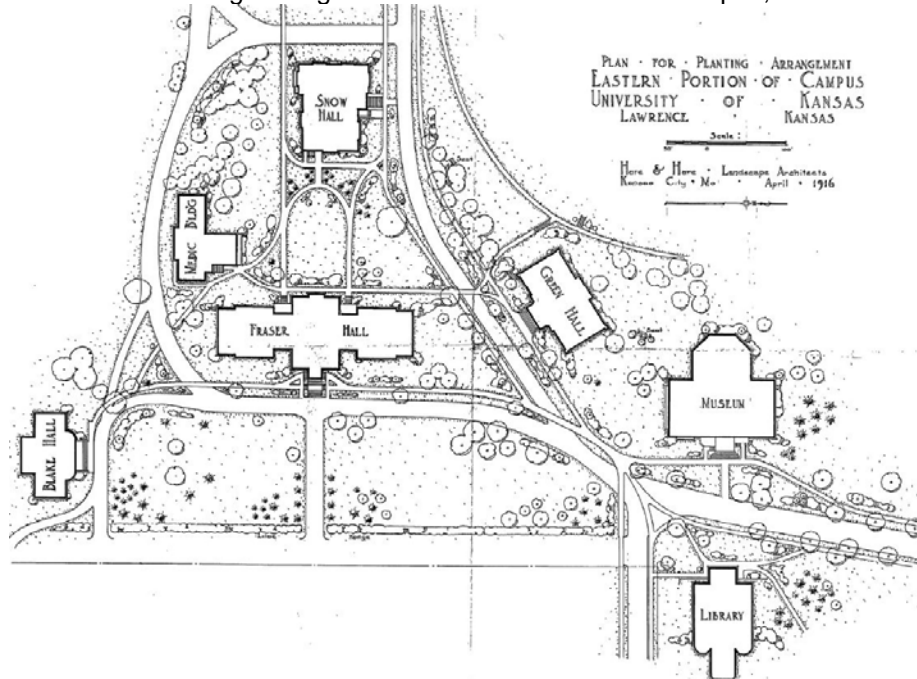 PLAN · FOR · PLANTING · ARRANGEMENT
EASTERN · PORTION · OF · CAMPUS
UNIVERSITY · OF · KANSAS
LAWRENCE · KANSAS
Scale :
Hare & Hare · Landscape Architects
Kansas City · Mo · April · 1916
SNOW
HALL
MEDIC BLDG
GREEN
HALL
FRASER HALL
MUSEUM
BLAKE HALL
LIBRARY